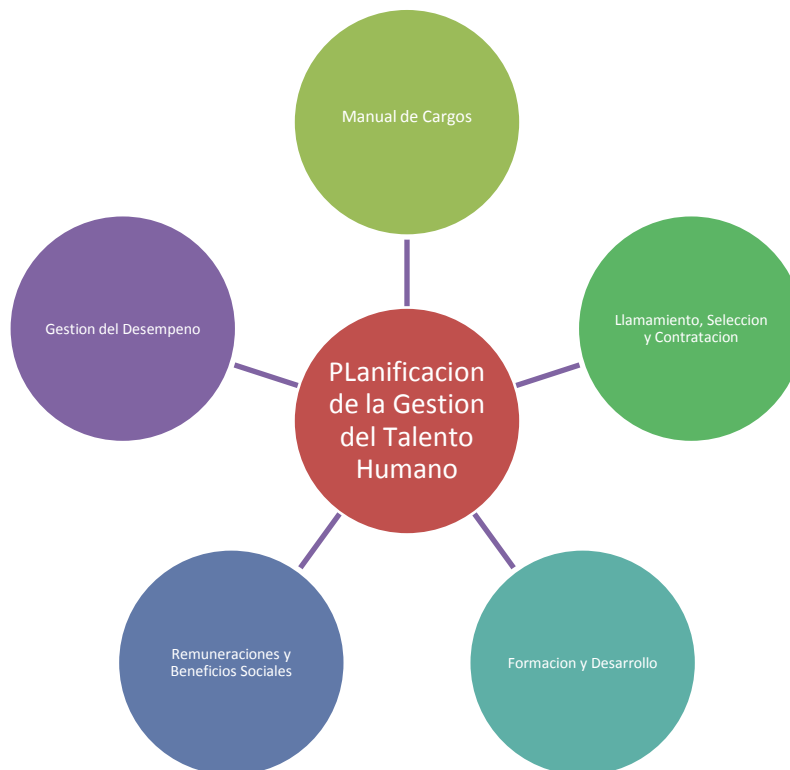 Manual de Cargos
Llamamiento, Seleccion
y Contratacion
Gestion del Desempeno
PLanificacion
de la Gestion
del Talento
Humano
Remuneraciones y
Beneficios Sociales
Formacion y Desarrollo